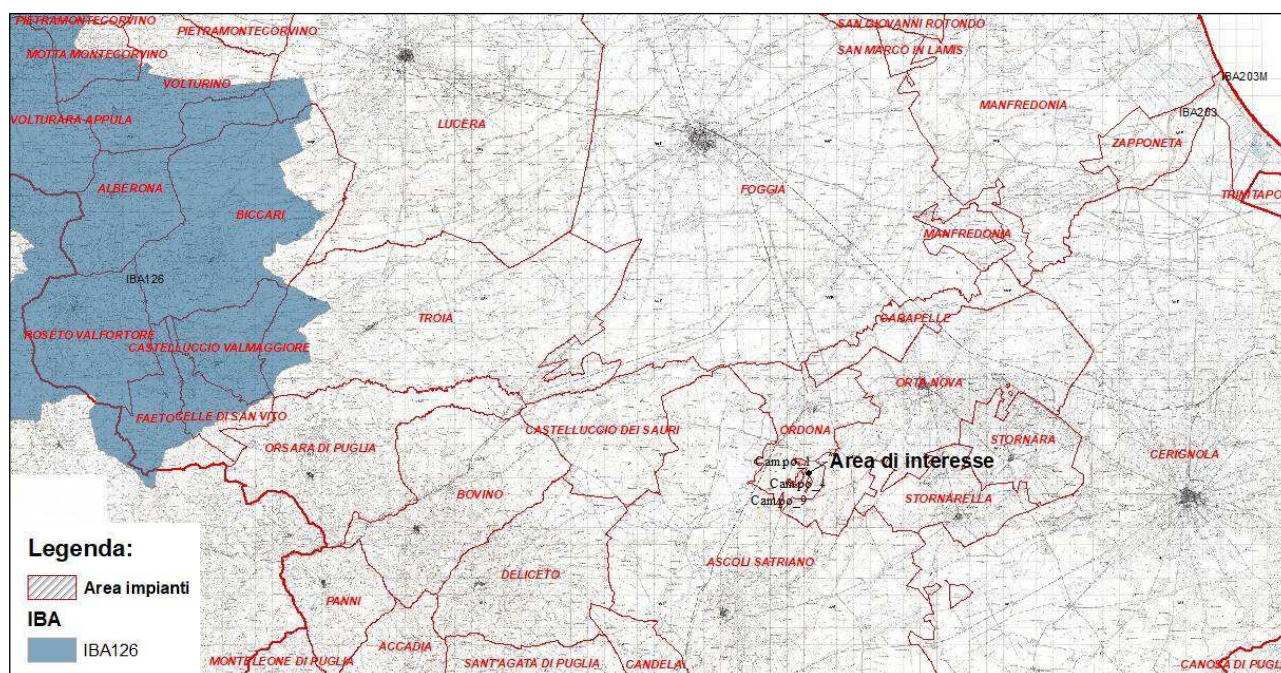 PIETRAMONTECORVINO
PIETRAMONTECORVINO
SAN GIOVANNI ROTONDO
MOTTA MONTECORVINO
SAN MARCO IN LAMIS
VOLTURINO
IBA203M
MANFREDONIA
IBA203
VOLTURARA APPULA
LUCERA
ZAPPONETA
ALBERONA
FOGGIA
TRINITAPO
BICCARI
MANFREDONIA
IBA126
TROIA
CARAPELLE
ROSETO VALFORTORE
CASTELLUCCIO VALMAGGIORE
ORTA NOVA
FAETO
CELLE DI SAN VITO
CASTELLUCCIO DEI SAURI
ORDONA
STORNARA
ORSARA DI PUGLIA
CERIGNOLA
Campo_1
Area di interesse
Campo_4
BOVINO
Campo_9
STORNARELLA
Legenda:
ASCOLI SATRIANO
DELICETO
Area impianti
PANNI
IBA
ACCADIA
IBA126
MONTELEONE DI PUGLIA
SANT'AGATA DI PUGLIA
CANDELA
CANOSA DI PUGL